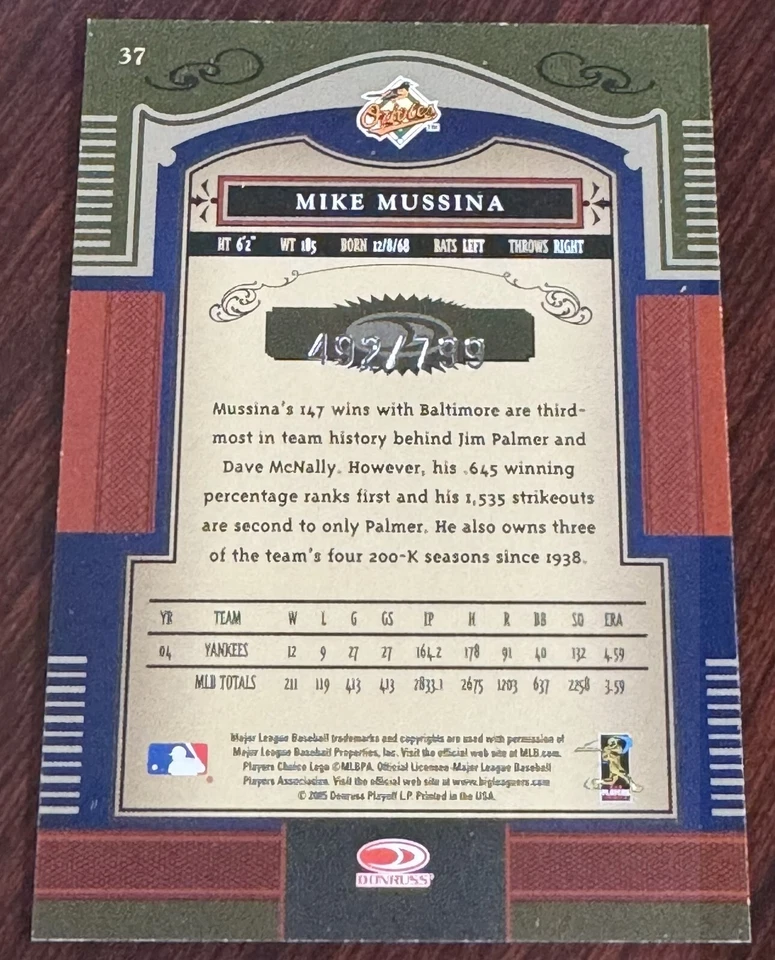 37
Orioles
TM
MIKE MUSSINA
HT 6'2" WT 185 BORN 12/8/68 BATS LEFT THROWS RIGHT
492/799
Mussina's 147 wins with Baltimore are third-
most in team history behind Jim Palmer and
Dave McNally. However, his .645 winning
percentage ranks first and his 1,535 strikeouts
are second to only Palmer. He also owns three
of the team's four 200-K seasons since 1938.
YR TEAM W L G GS IP H R BB SO ERA
04 YANKEES 12 9 27 27 164.2 178 91 40 132 4.59
MLB TOTALS 211 119 413 413 2833.1 2675 1203 637 2258 3.59
Major League Baseball trademarks and copyrights are used with permission of
Major League Baseball Properties, Inc. Visit the official web site at MLB.com.
Players Choice Logo © MLBPA. Official Licensee-Major League Baseball
Players Association. Visit the official web site at www.bigleaguers.com
© 2005 Donruss Playoff L.P. Printed in the USA.
PLAYERS
DONRUSS